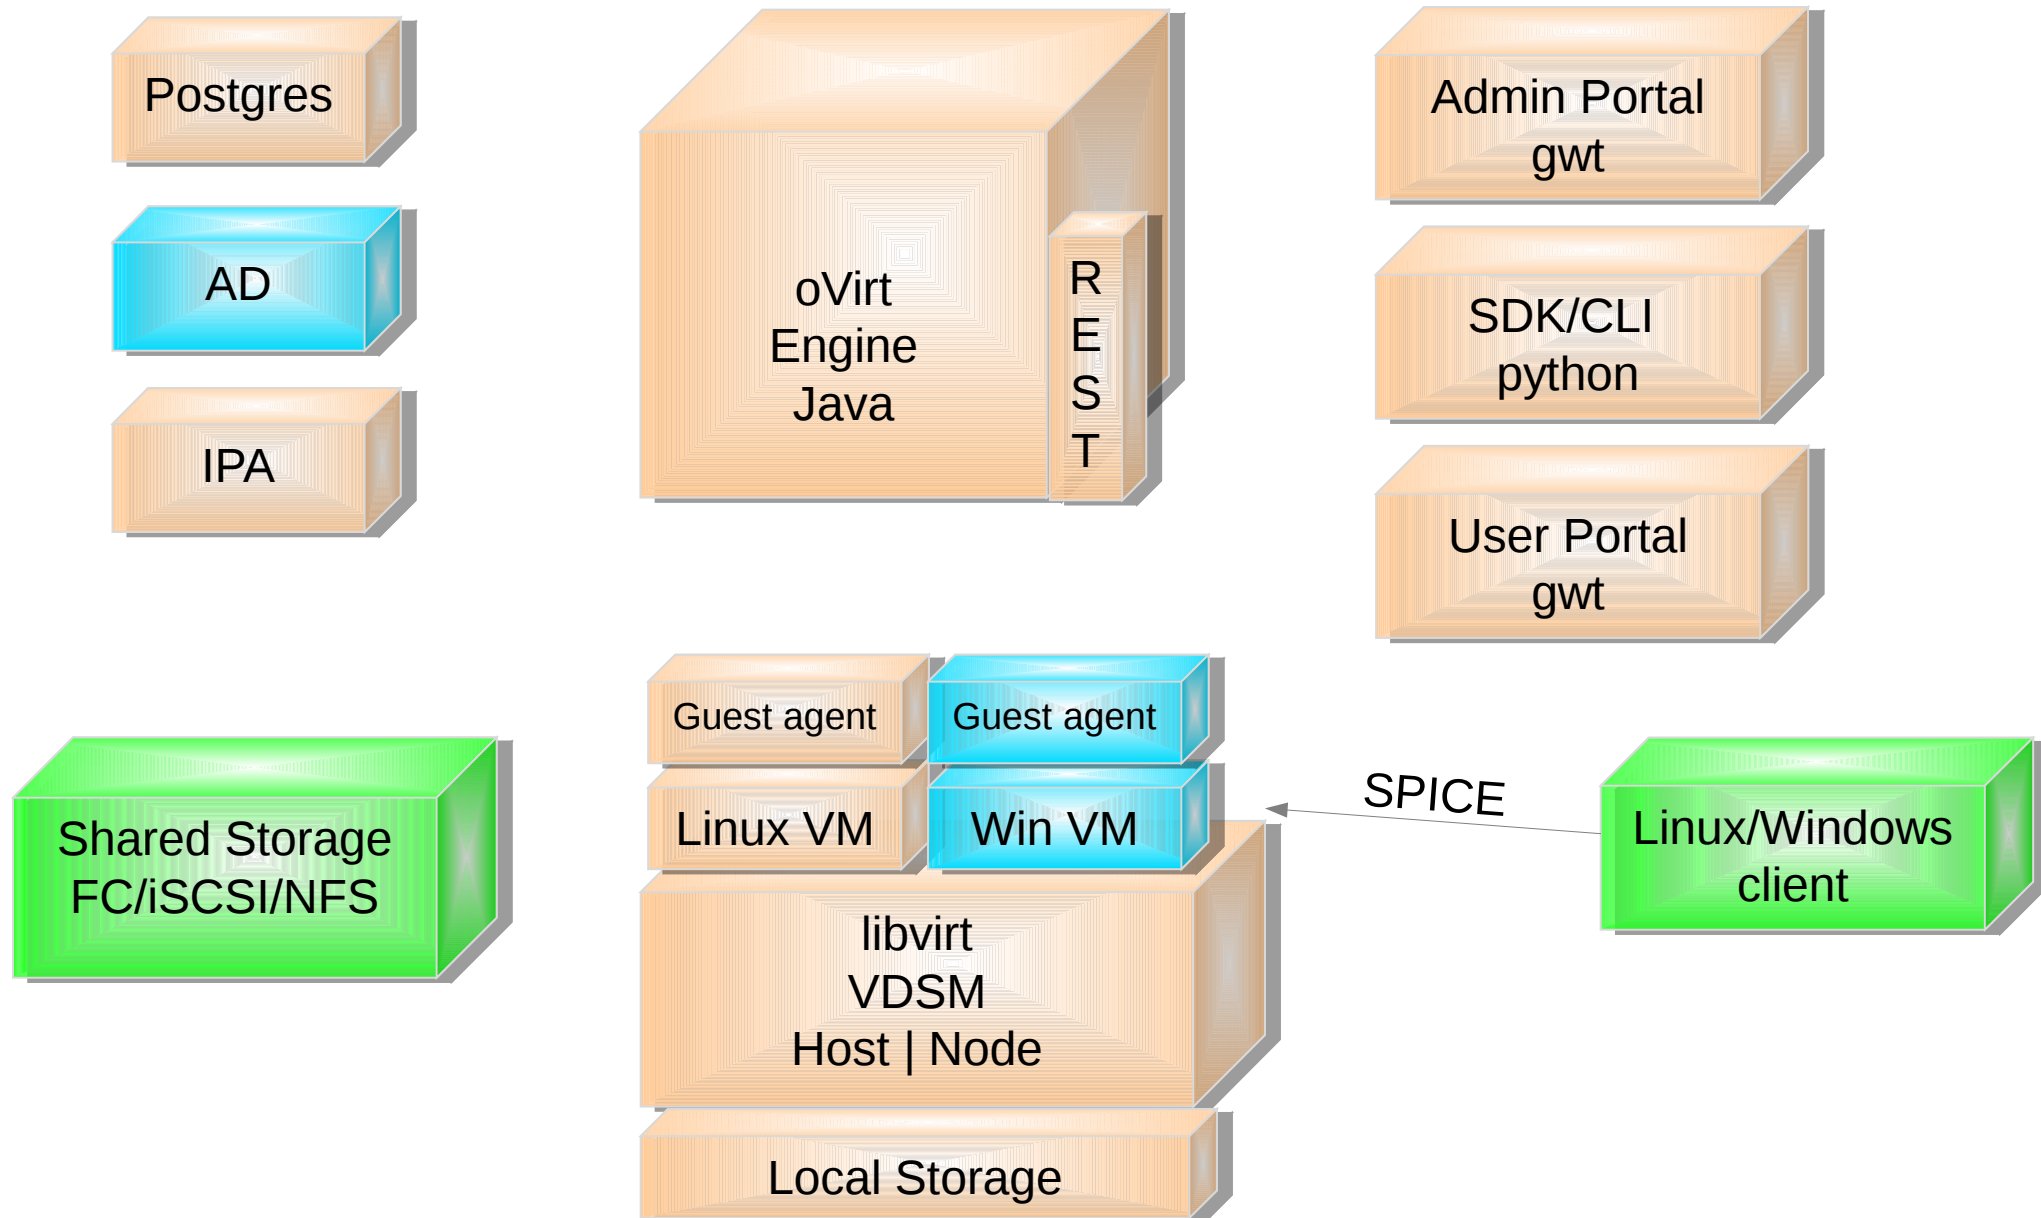 Postgres
AD
IPA
oVirt
Engine
Java
R
E
S
T
Admin Portal
gwt
SDK/CLI
python
User Portal
gwt
Shared Storage
FC/iSCSI/NFS
Guest agent
Guest agent
Linux VM
Win VM
libvirt
VDSM
Host | Node
Local Storage
SPICE
Linux/Windows
client